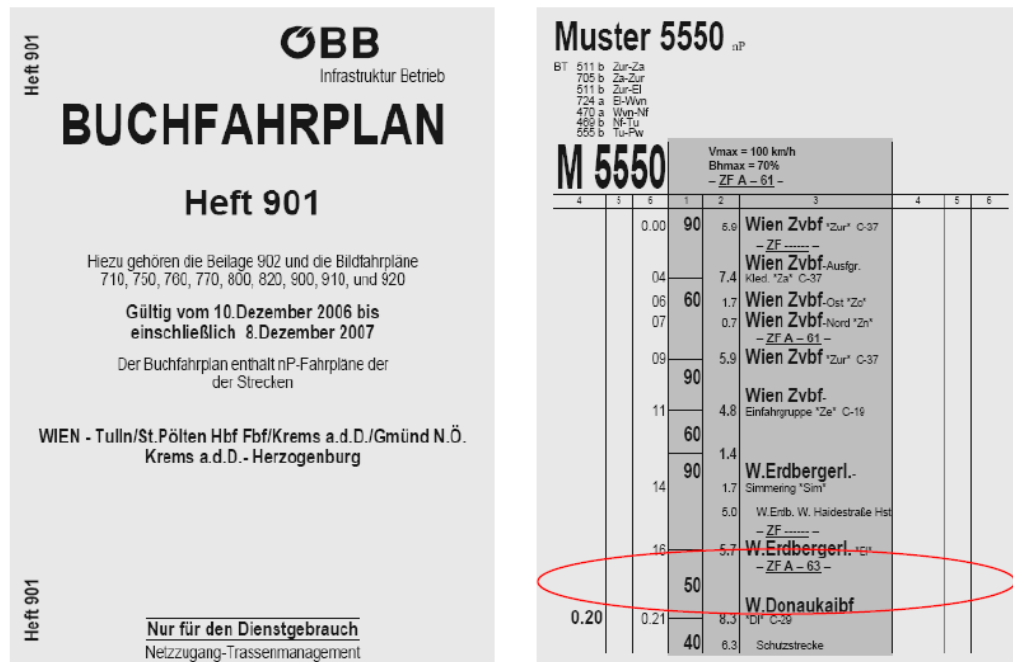 Heft 901
ÖBB
Infrastruktur Betrieb
BUCHFAHRPLAN
Heft 901
Hiezu gehören die Beilage 902 und die Bildfahrpläne
710, 750, 760, 770, 800, 820, 900, 910, und 920
Gültig vom 10.Dezember 2006 bis
einschließlich 8.Dezember 2007
Der Buchfahrplan enthält nP-Fahrpläne der
der Strecken
WIEN - Tulln/St.Pölten Hbf Fbf/Krems a.d.D./Gmünd N.Ö.
Krems a.d.D.- Herzogenburg
Heft 901
Nur für den Dienstgebrauch
Netzzugang-Trassenmanagement
Muster 5550 nP
BT 511 b Zur-Za
705 b Za-Zur
511 b Zur-El
724 a El-Wvn
470 a Wvn-Nf
469 b Nf-Tu
555 b Tu-Pw
M 5550
Vmax = 100 km/h
Bhmax = 70%
– ZF A – 61 –
4 5 6 1 2 3 4 5 6
0.00 90 5.9 Wien Zvbf "Zur" C-37
– ZF ------ –
Wien Zvbf-Ausfgr.
04 7.4 Kled. "Za" C-37
06 60 1.7 Wien Zvbf-Ost "Zo"
07 0.7 Wien Zvbf-Nord "Zn"
– ZF A – 61 –
09 5.9 Wien Zvbf "Zur" C-37
90
Wien Zvbf-
11 4.8 Einfahrgruppe "Ze" C-19
60
1.4
90 W.Erdbergerl.-
14 1.7 Simmering "Sim"
5.0 W.Erdb. W. Haidestraße Hst
– ZF ------ –
16 5.7 W.Erdbergerl. "El"
– ZF A – 63 –
50
W.Donaukaibf
0.20 0.21 8.3 "Dl" C-29
40 6.3 Schutzstrecke